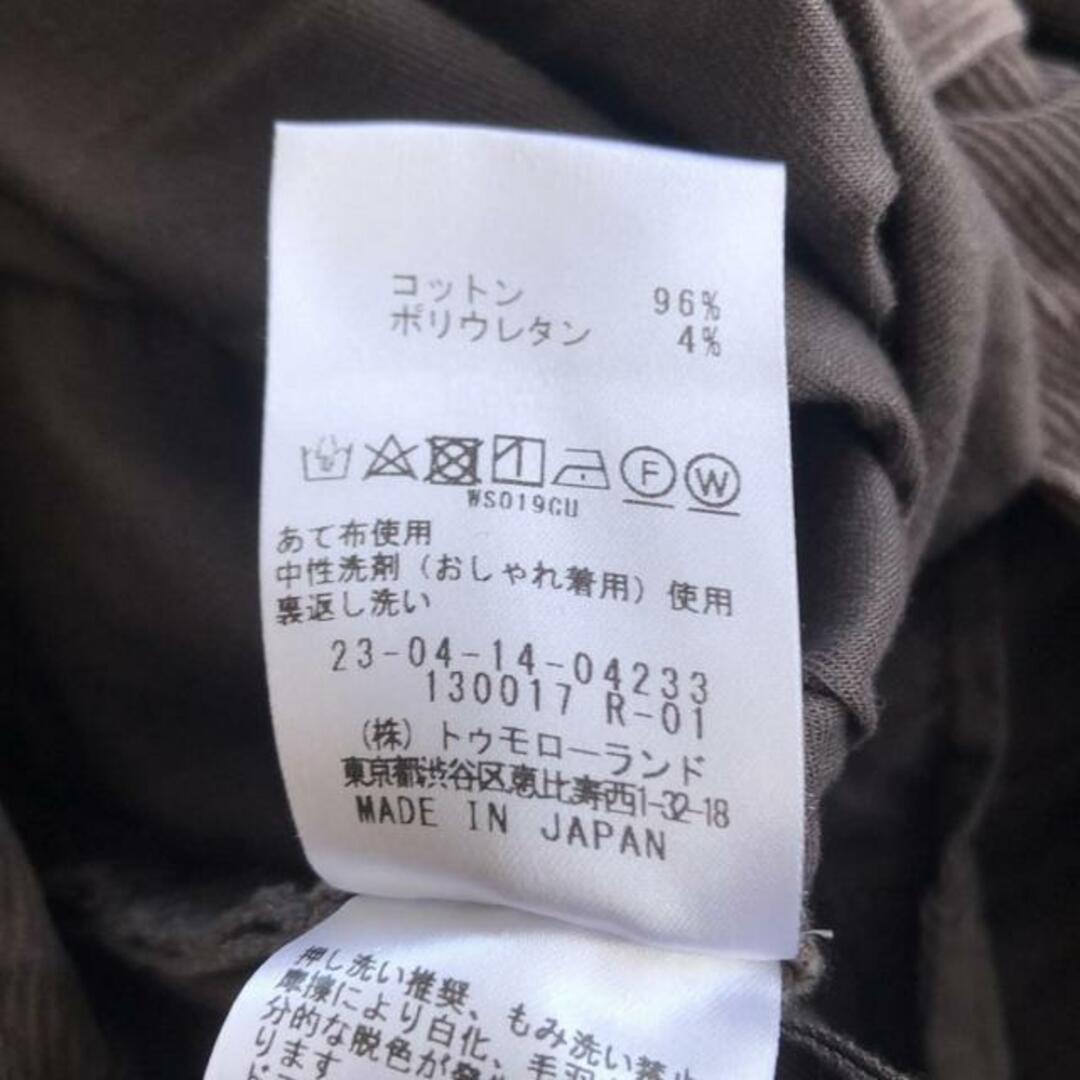 コットン 96%
ポリウレタン 4%
F W
WS019CU
あて布使用
中性洗剤（おしゃれ着用）使用
裏返し洗い
23-04-14-04233
130017 R-01
（株）トゥモローランド
東京都渋谷区恵比寿西1-32-18
MADE IN JAPAN
押し洗い推奨、もみ洗い禁止
摩擦により白化、毛羽
分的な脱色が発
ります